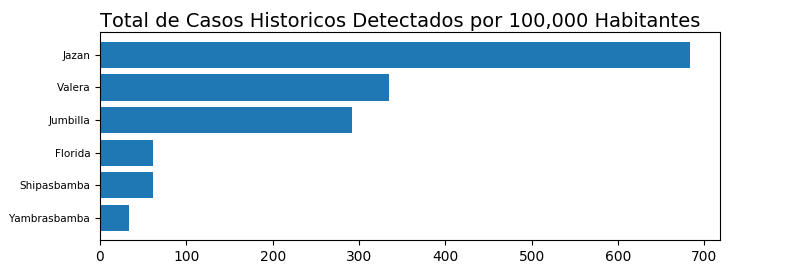 Total de Casos Historicos Detectados por 100,000 Habitantes
Jazan
Valera
Jumbilla
Florida
Shipasbamba
Yambrasbamba
0 100 200 300 400 500 600 700